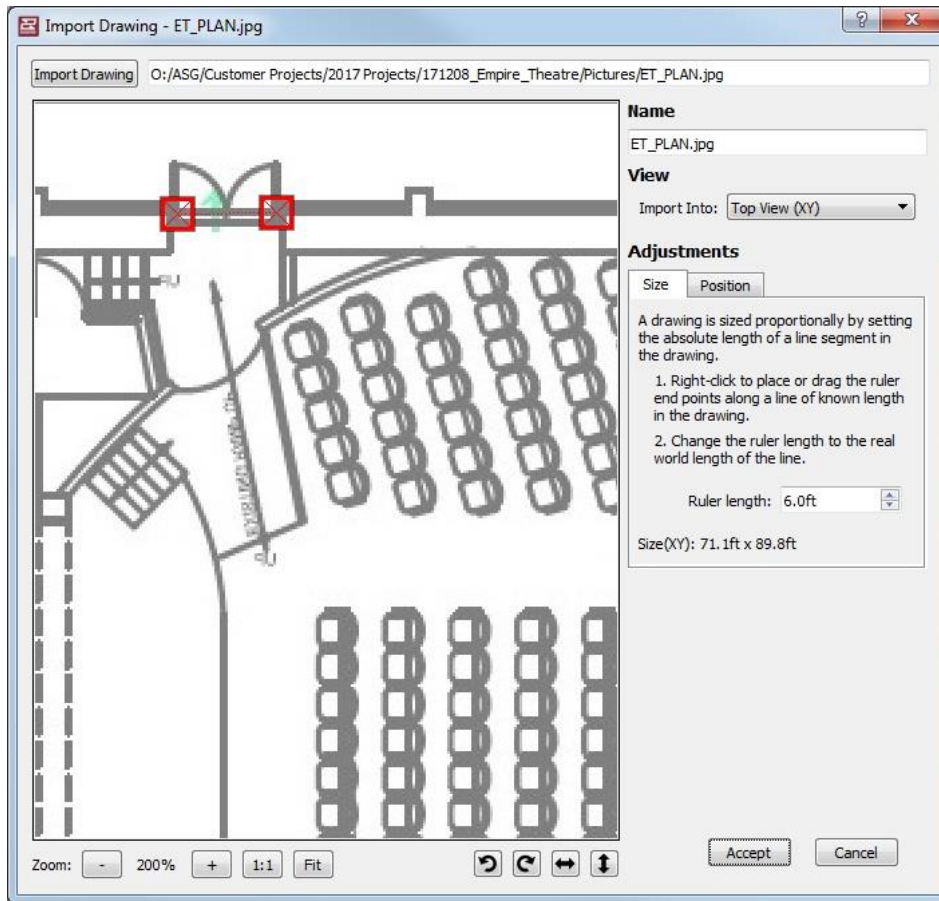 Import Drawing - ET_PLAN.jpg
Import Drawing O:/ASG/Customer Projects/2017 Projects/171208_Empire_Theatre/Pictures/ET_PLAN.jpg
Name
ET_PLAN.jpg
View
Import Into: Top View (XY)
Adjustments
Size Position
A drawing is sized proportionally by setting
the absolute length of a line segment in
the drawing.
1. Right-click to place or drag the ruler
end points along a line of known length
in the drawing.
2. Change the ruler length to the real
world length of the line.
Ruler length: 6.0ft
Size(XY): 71.1ft x 89.8ft
Zoom: - 200% + 1:1 Fit
Accept Cancel